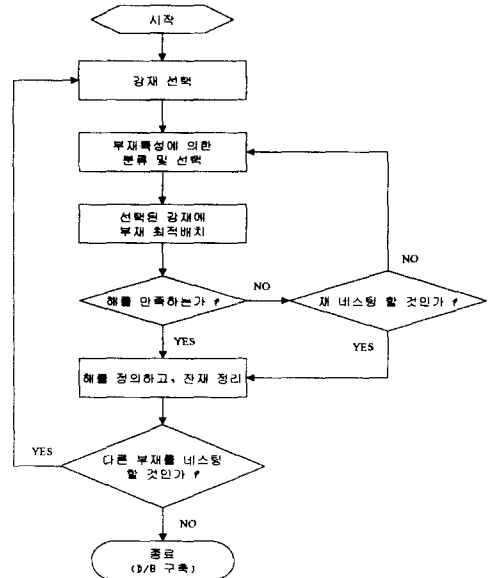 시작
강재 선택
부재특성에 의한
분류 및 선택
선택된 강재에
부재 최적배치
NO
해를 만족하는가 ?
NO
재 네스팅 할 것인가 ?
YES
YES
해를 정의하고, 잔재 정리
YES
다른 부재를 네스팅
할 것인가 ?
NO
종료
(D/B 구축)